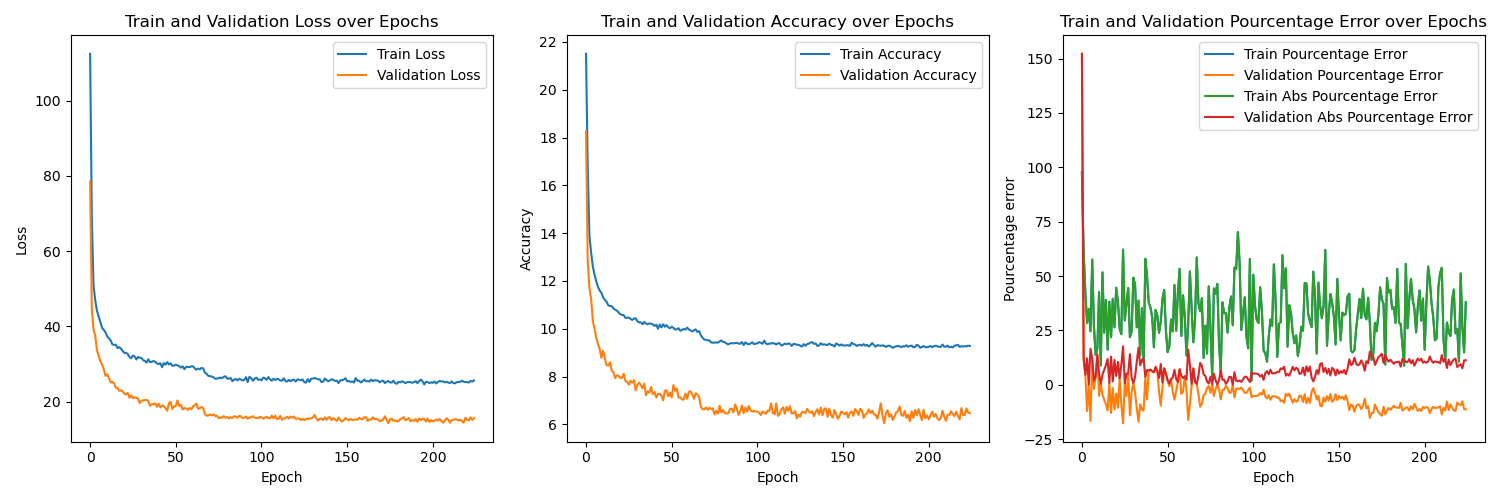 Train and Validation Loss over Epochs
Train Loss
Validation Loss
100
80
60
40
20
0
50
100
150
200
Loss
Epoch
Train and Validation Accuracy over Epochs
Train Accuracy
Validation Accuracy
22
20
18
16
14
12
10
8
6
0
50
100
150
200
Accuracy
Epoch
Train and Validation Pourcentage Error over Epochs
Train Pourcentage Error
Validation Pourcentage Error
Train Abs Pourcentage Error
Validation Abs Pourcentage Error
150
125
100
75
50
25
0
−25
0
50
100
150
200
Pourcentage error
Epoch